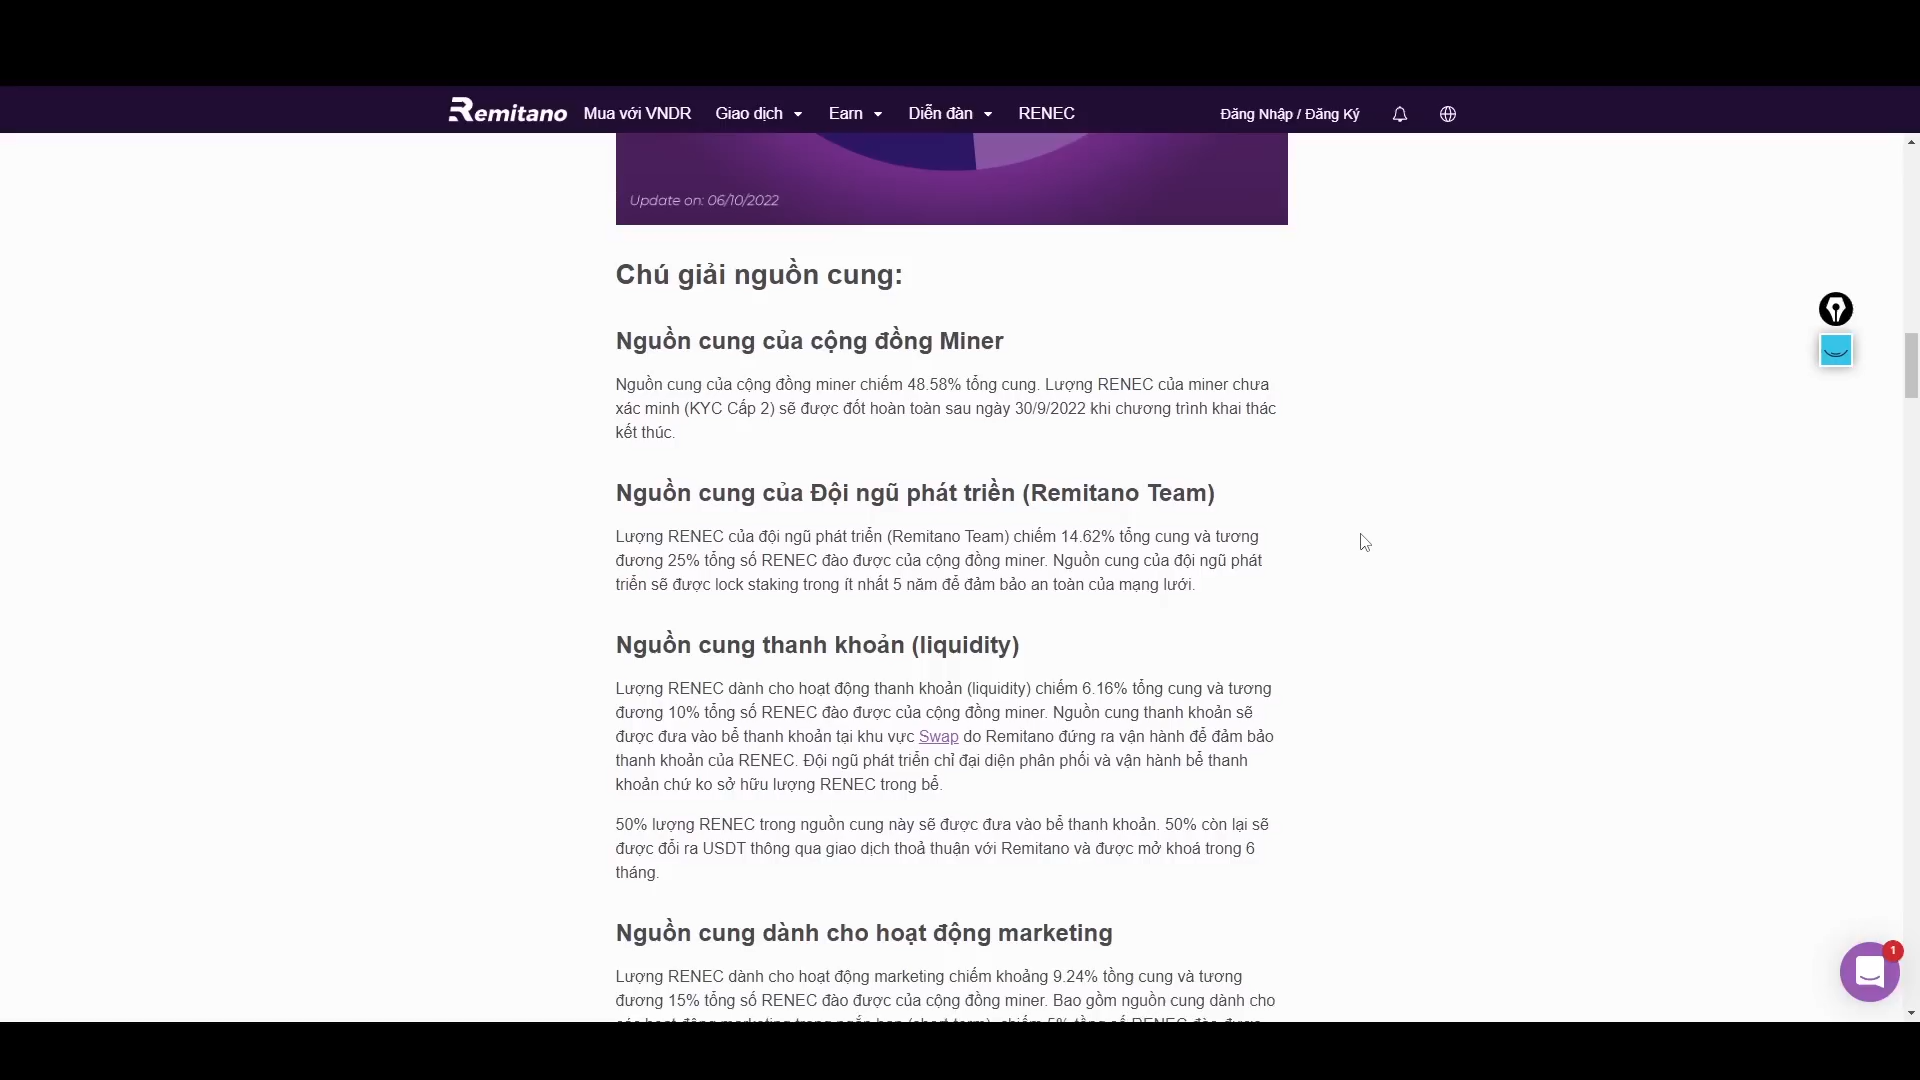 Remitano Mua với VNDR Giao dịch Earn Diễn đàn RENEC Đăng Nhập / Đăng Ký
Update on: 06/10/2022
Chú giải nguồn cung:
Nguồn cung của cộng đồng Miner
Nguồn cung của cộng đồng miner chiếm 48.58% tổng cung. Lượng RENEC của miner chưa
xác minh (KYC Cấp 2) sẽ được đốt hoàn toàn sau ngày 30/9/2022 khi chương trình khai thác
kết thúc.
Nguồn cung của Đội ngũ phát triển (Remitano Team)
Lượng RENEC của đội ngũ phát triển (Remitano Team) chiếm 14.62% tổng cung và tương
đương 25% tổng số RENEC đào được của cộng đồng miner. Nguồn cung của đội ngũ phát
triển sẽ được lock staking trong ít nhất 5 năm để đảm bảo an toàn của mạng lưới.
Nguồn cung thanh khoản (liquidity)
Lượng RENEC dành cho hoạt động thanh khoản (liquidity) chiếm 6.16% tổng cung và tương
đương 10% tổng số RENEC đào được của cộng đồng miner. Nguồn cung thanh khoản sẽ
được đưa vào bể thanh khoản tại khu vực Swap do Remitano đứng ra vận hành để đảm bảo
thanh khoản của RENEC. Đội ngũ phát triển chỉ đại diện phân phối và vận hành bể thanh
khoản chứ ko sở hữu lượng RENEC trong bể.
50% lượng RENEC trong nguồn cung này sẽ được đưa vào bể thanh khoản. 50% còn lại sẽ
được đổi ra USDT thông qua giao dịch thoả thuận với Remitano và được mở khoá trong 6
tháng.
Nguồn cung dành cho hoạt động marketing
1
Lượng RENEC dành cho hoạt động marketing chiếm khoảng 9.24% tổng cung và tương
đương 15% tổng số RENEC đào được của cộng đồng miner. Bao gồm nguồn cung dành cho